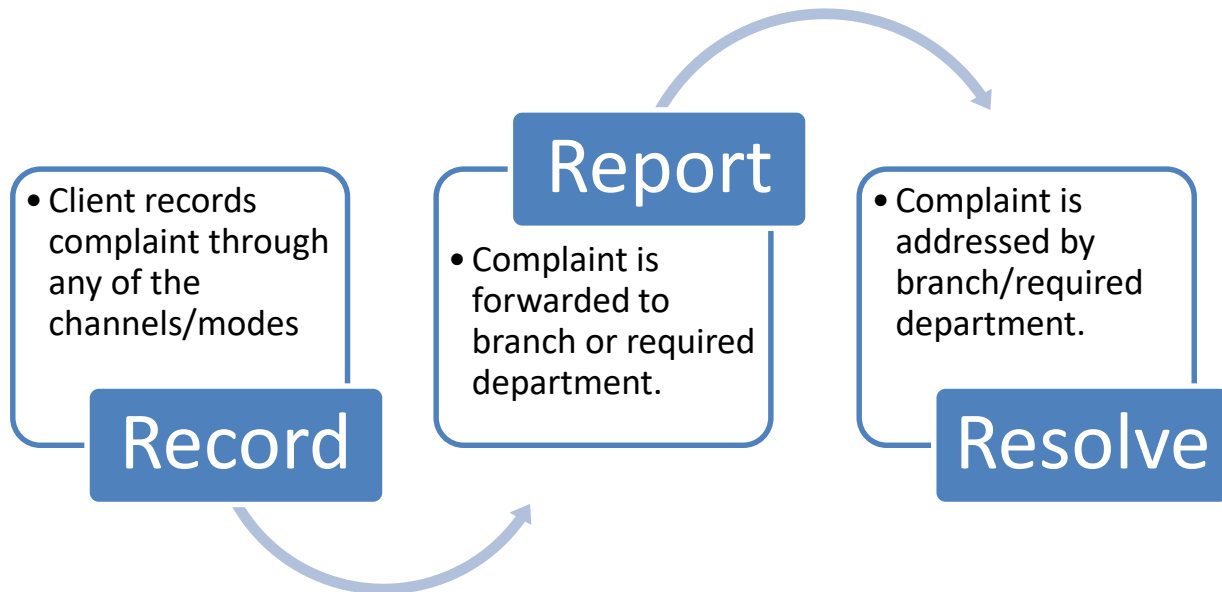 • Client records
complaint through
any of the
channels/modes
Record
Report
• Complaint is
forwarded to
branch or required
department.
• Complaint is
addressed by
branch/required
department.
Resolve